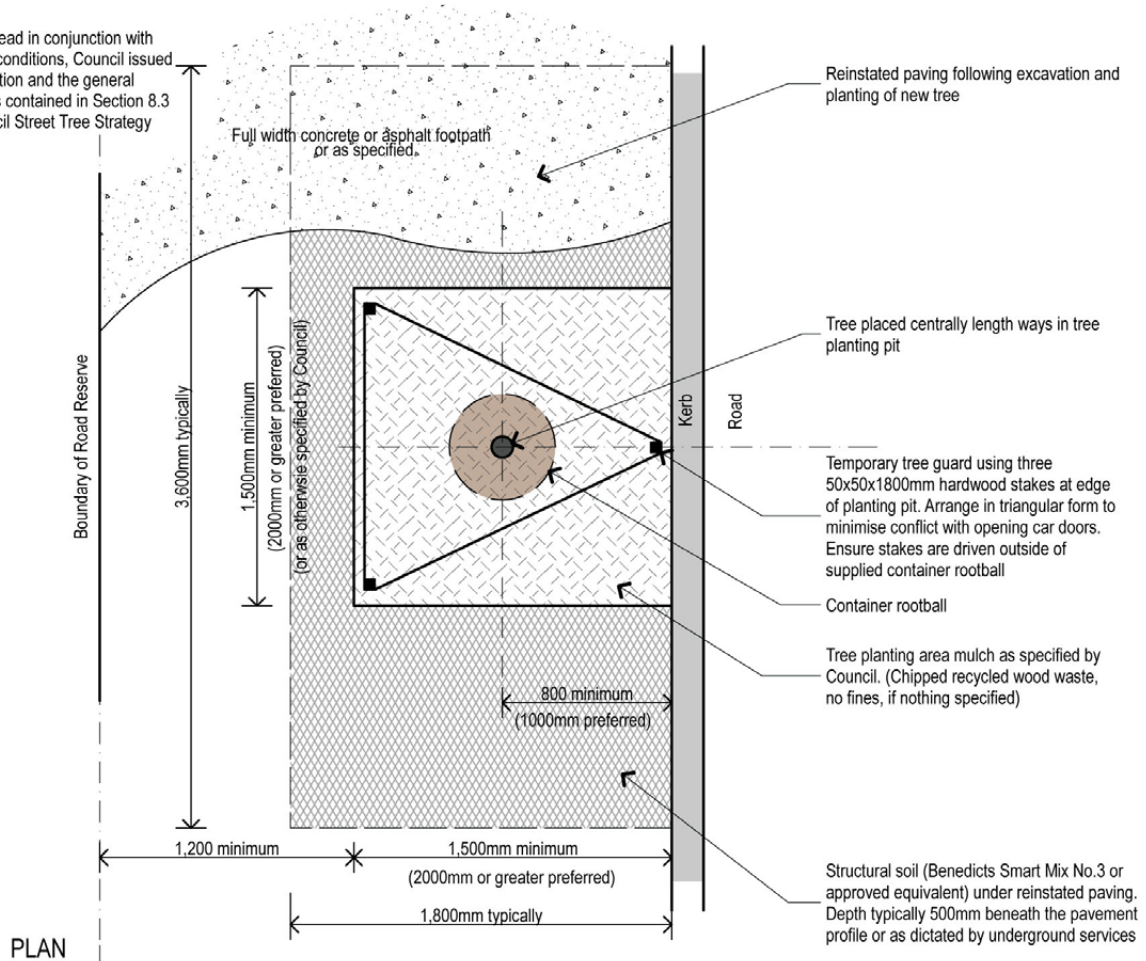 ead in conjunction with
conditions, Council issued
tion and the general
s contained in Section 8.3
cil Street Tree Strategy
Full width concrete or asphalt footpath
or as specified.
Reinstated paving following excavation and
planting of new tree
Tree placed centrally length ways in tree
planting pit
Boundary of Road Reserve
3,600mm typically
1,500mm minimum
(2000mm or greater preferred)
(or as otherwsie specified by Council)
Kerb
Road
Temporary tree guard using three
50x50x1800mm hardwood stakes at edge
of planting pit. Arrange in triangular form to
minimise conflict with opening car doors.
Ensure stakes are driven outside of
supplied container rootball
Container rootball
Tree planting area mulch as specified by
Council. (Chipped recycled wood waste,
no fines, if nothing specified)
800 minimum
(1000mm preferred)
1,200 minimum
1,500mm minimum
(2000mm or greater preferred)
1,800mm typically
Structural soil (Benedicts Smart Mix No.3 or
approved equivalent) under reinstated paving.
Depth typically 500mm beneath the pavement
profile or as dictated by underground services
PLAN